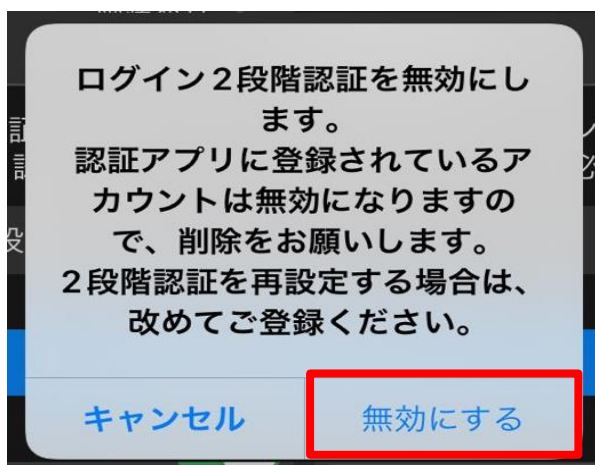 ログイン２段階認証を無効にし
ます。
認証アプリに登録されているア
カウントは無効になりますの
で、削除をお願いします。
２段階認証を再設定する場合は、
改めてご登録ください。
キャンセル
無効にする